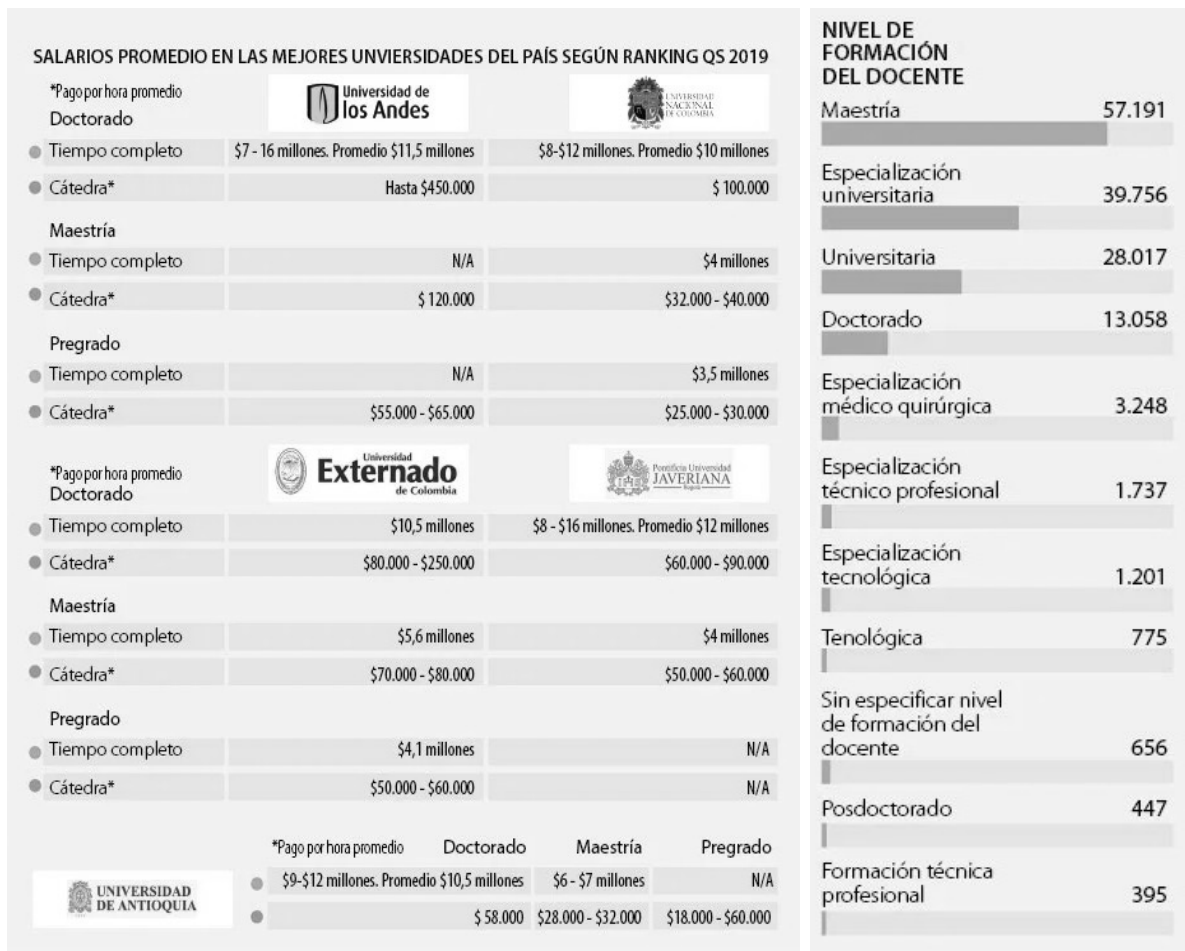 SALARIOS PROMEDIO EN LAS MEJORES UNVIERSIDADES DEL PAÍS SEGÚN RANKING QS 2019
*Pago por hora promedio
Doctorado
Universidad de
los Andes
UNIVERSIDAD
NACIONAL
DE COLOMBIA
Tiempo completo $7 - 16 millones. Promedio $11,5 millones $8-$12 millones. Promedio $10 millones
Cátedra* Hasta $450.000 $ 100.000
Maestría
Tiempo completo N/A $4 millones
Cátedra* $ 120.000 $32.000 - $40.000
Pregrado
Tiempo completo N/A $3,5 millones
Cátedra* $55.000 - $65.000 $25.000 - $30.000
*Pago por hora promedio
Doctorado
Universidad
Externado
de Colombia
Pontificia Universidad
JAVERIANA
Bogotá
Tiempo completo $10,5 millones $8 - $16 millones. Promedio $12 millones
Cátedra* $80.000 - $250.000 $60.000 - $90.000
Maestría
Tiempo completo $5,6 millones $4 millones
Cátedra* $70.000 - $80.000 $50.000 - $60.000
Pregrado
Tiempo completo $4,1 millones N/A
Cátedra* $50.000 - $60.000 N/A
*Pago por hora promedio Doctorado Maestría Pregrado
UNIVERSIDAD
DE ANTIOQUIA
$9-$12 millones. Promedio $10,5 millones $6 - $7 millones N/A
$ 58.000 $28.000 - $32.000 $18.000 - $60.000
NIVEL DE
FORMACIÓN
DEL DOCENTE
Maestría 57.191
Especialización
universitaria 39.756
Universitaria 28.017
Doctorado 13.058
Especialización
médico quirúrgica 3.248
Especialización
técnico profesional 1.737
Especialización
tecnológica 1.201
Tenológica 775
Sin especificar nivel
de formación del
docente 656
Posdoctorado 447
Formación técnica
profesional 395